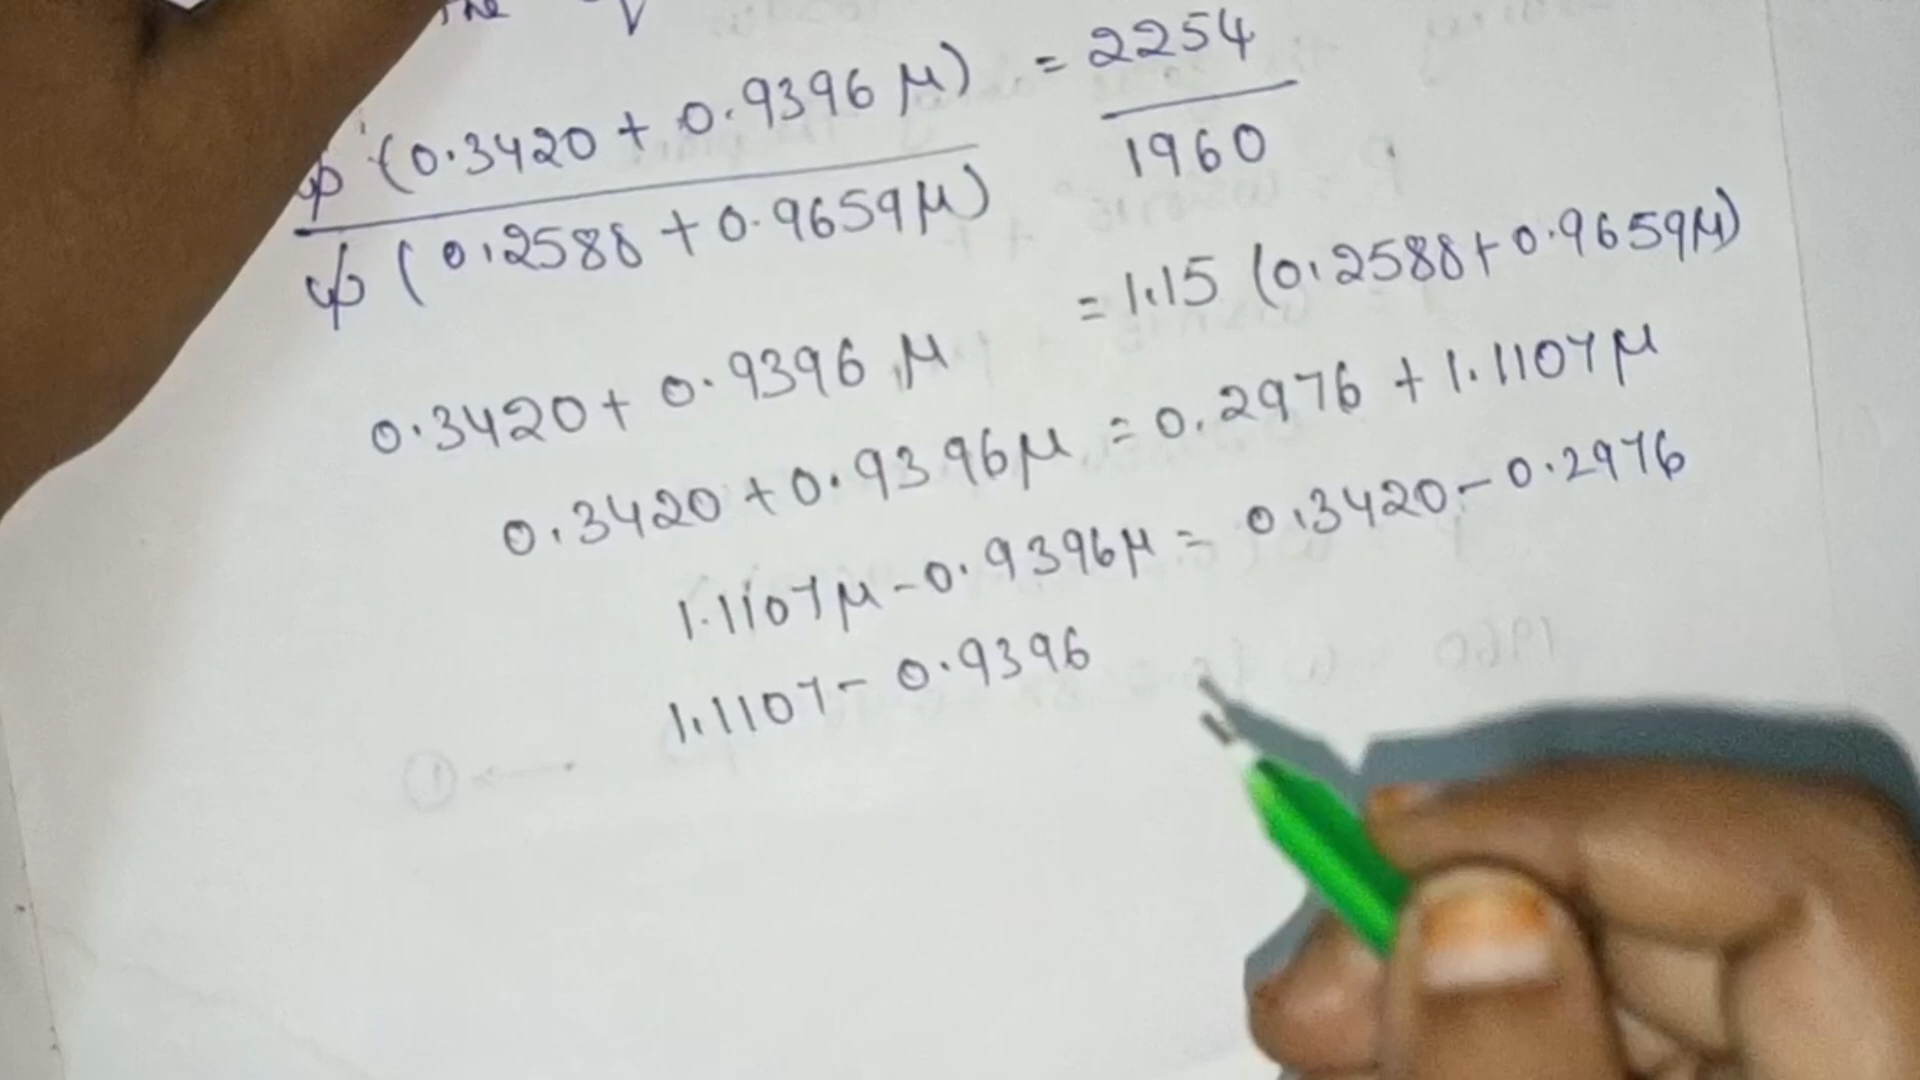 the
φ (0.3420 + 0.9396 μ) = 2254
φ (0.2588 + 0.9659μ) 1960
0.3420 + 0.9396 μ = 1.15 (0.2588 + 0.9659μ)
0.3420 + 0.9396μ = 0.2976 + 1.1107μ
1.1107μ - 0.9396μ = 0.3420 - 0.2976
1.1107 - 0.9396